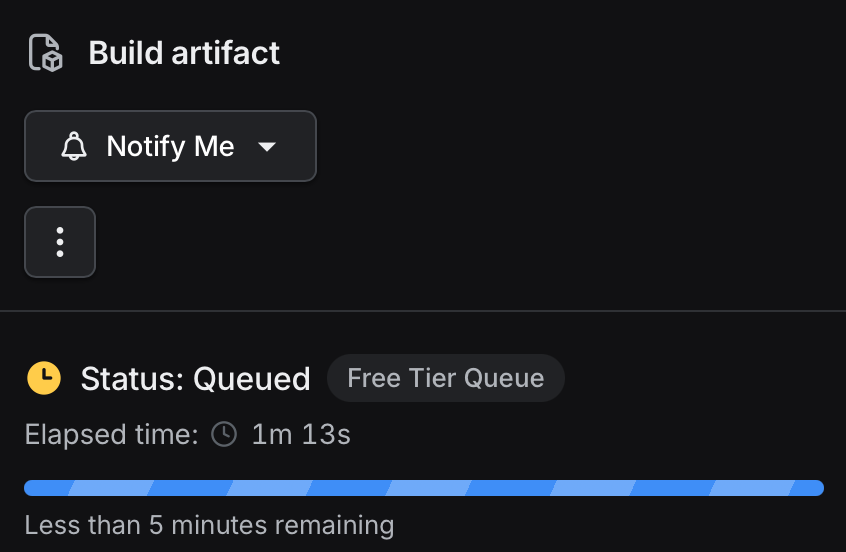 Build artifact
Notify Me
Status: Queued Free Tier Queue
Elapsed time: 1m 13s
Less than 5 minutes remaining